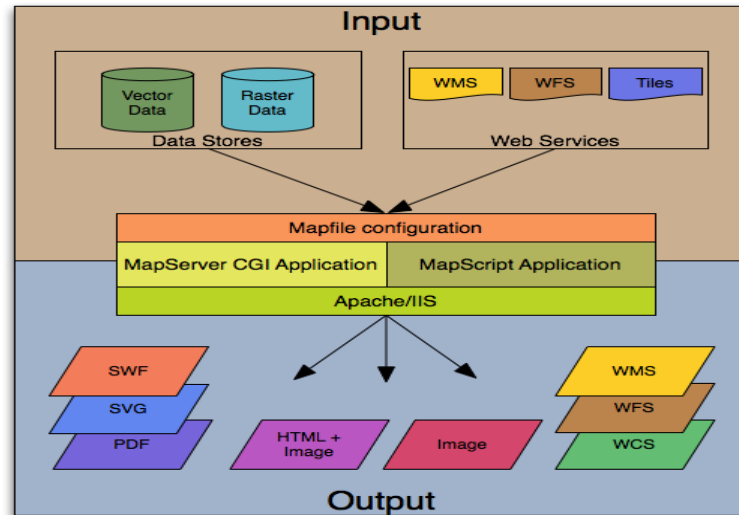 Input
Vector
Data
Raster
Data
Data Stores
WMS
WFS
Tiles
Web Services
Mapfile configuration
MapServer CGI Application
MapScript Application
Apache/IIS
SWF
SVG
PDF
HTML +
Image
Image
WMS
WFS
WCS
Output